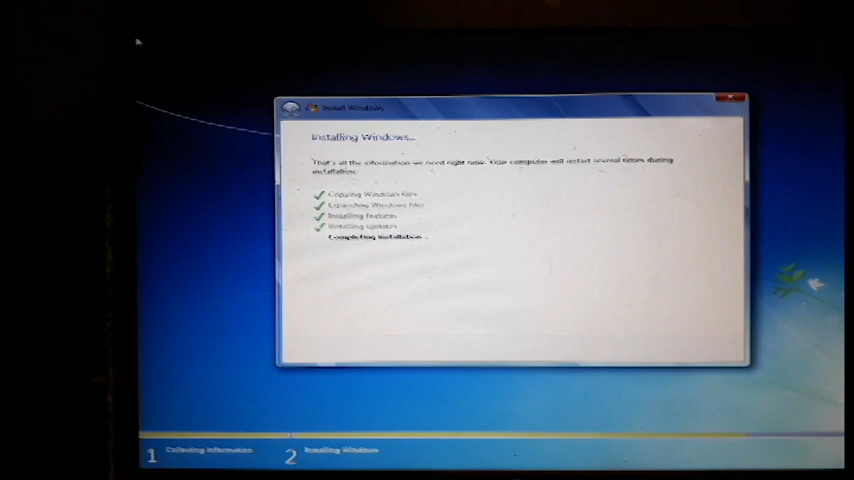 Install Windows
Installing Windows...
That's all the information we need right now. Your computer will restart several times during
installation.
Copying Windows files
Expanding Windows files
Installing features
Installing updates
Completing installation ..
1 Collecting information
2 Installing Windows